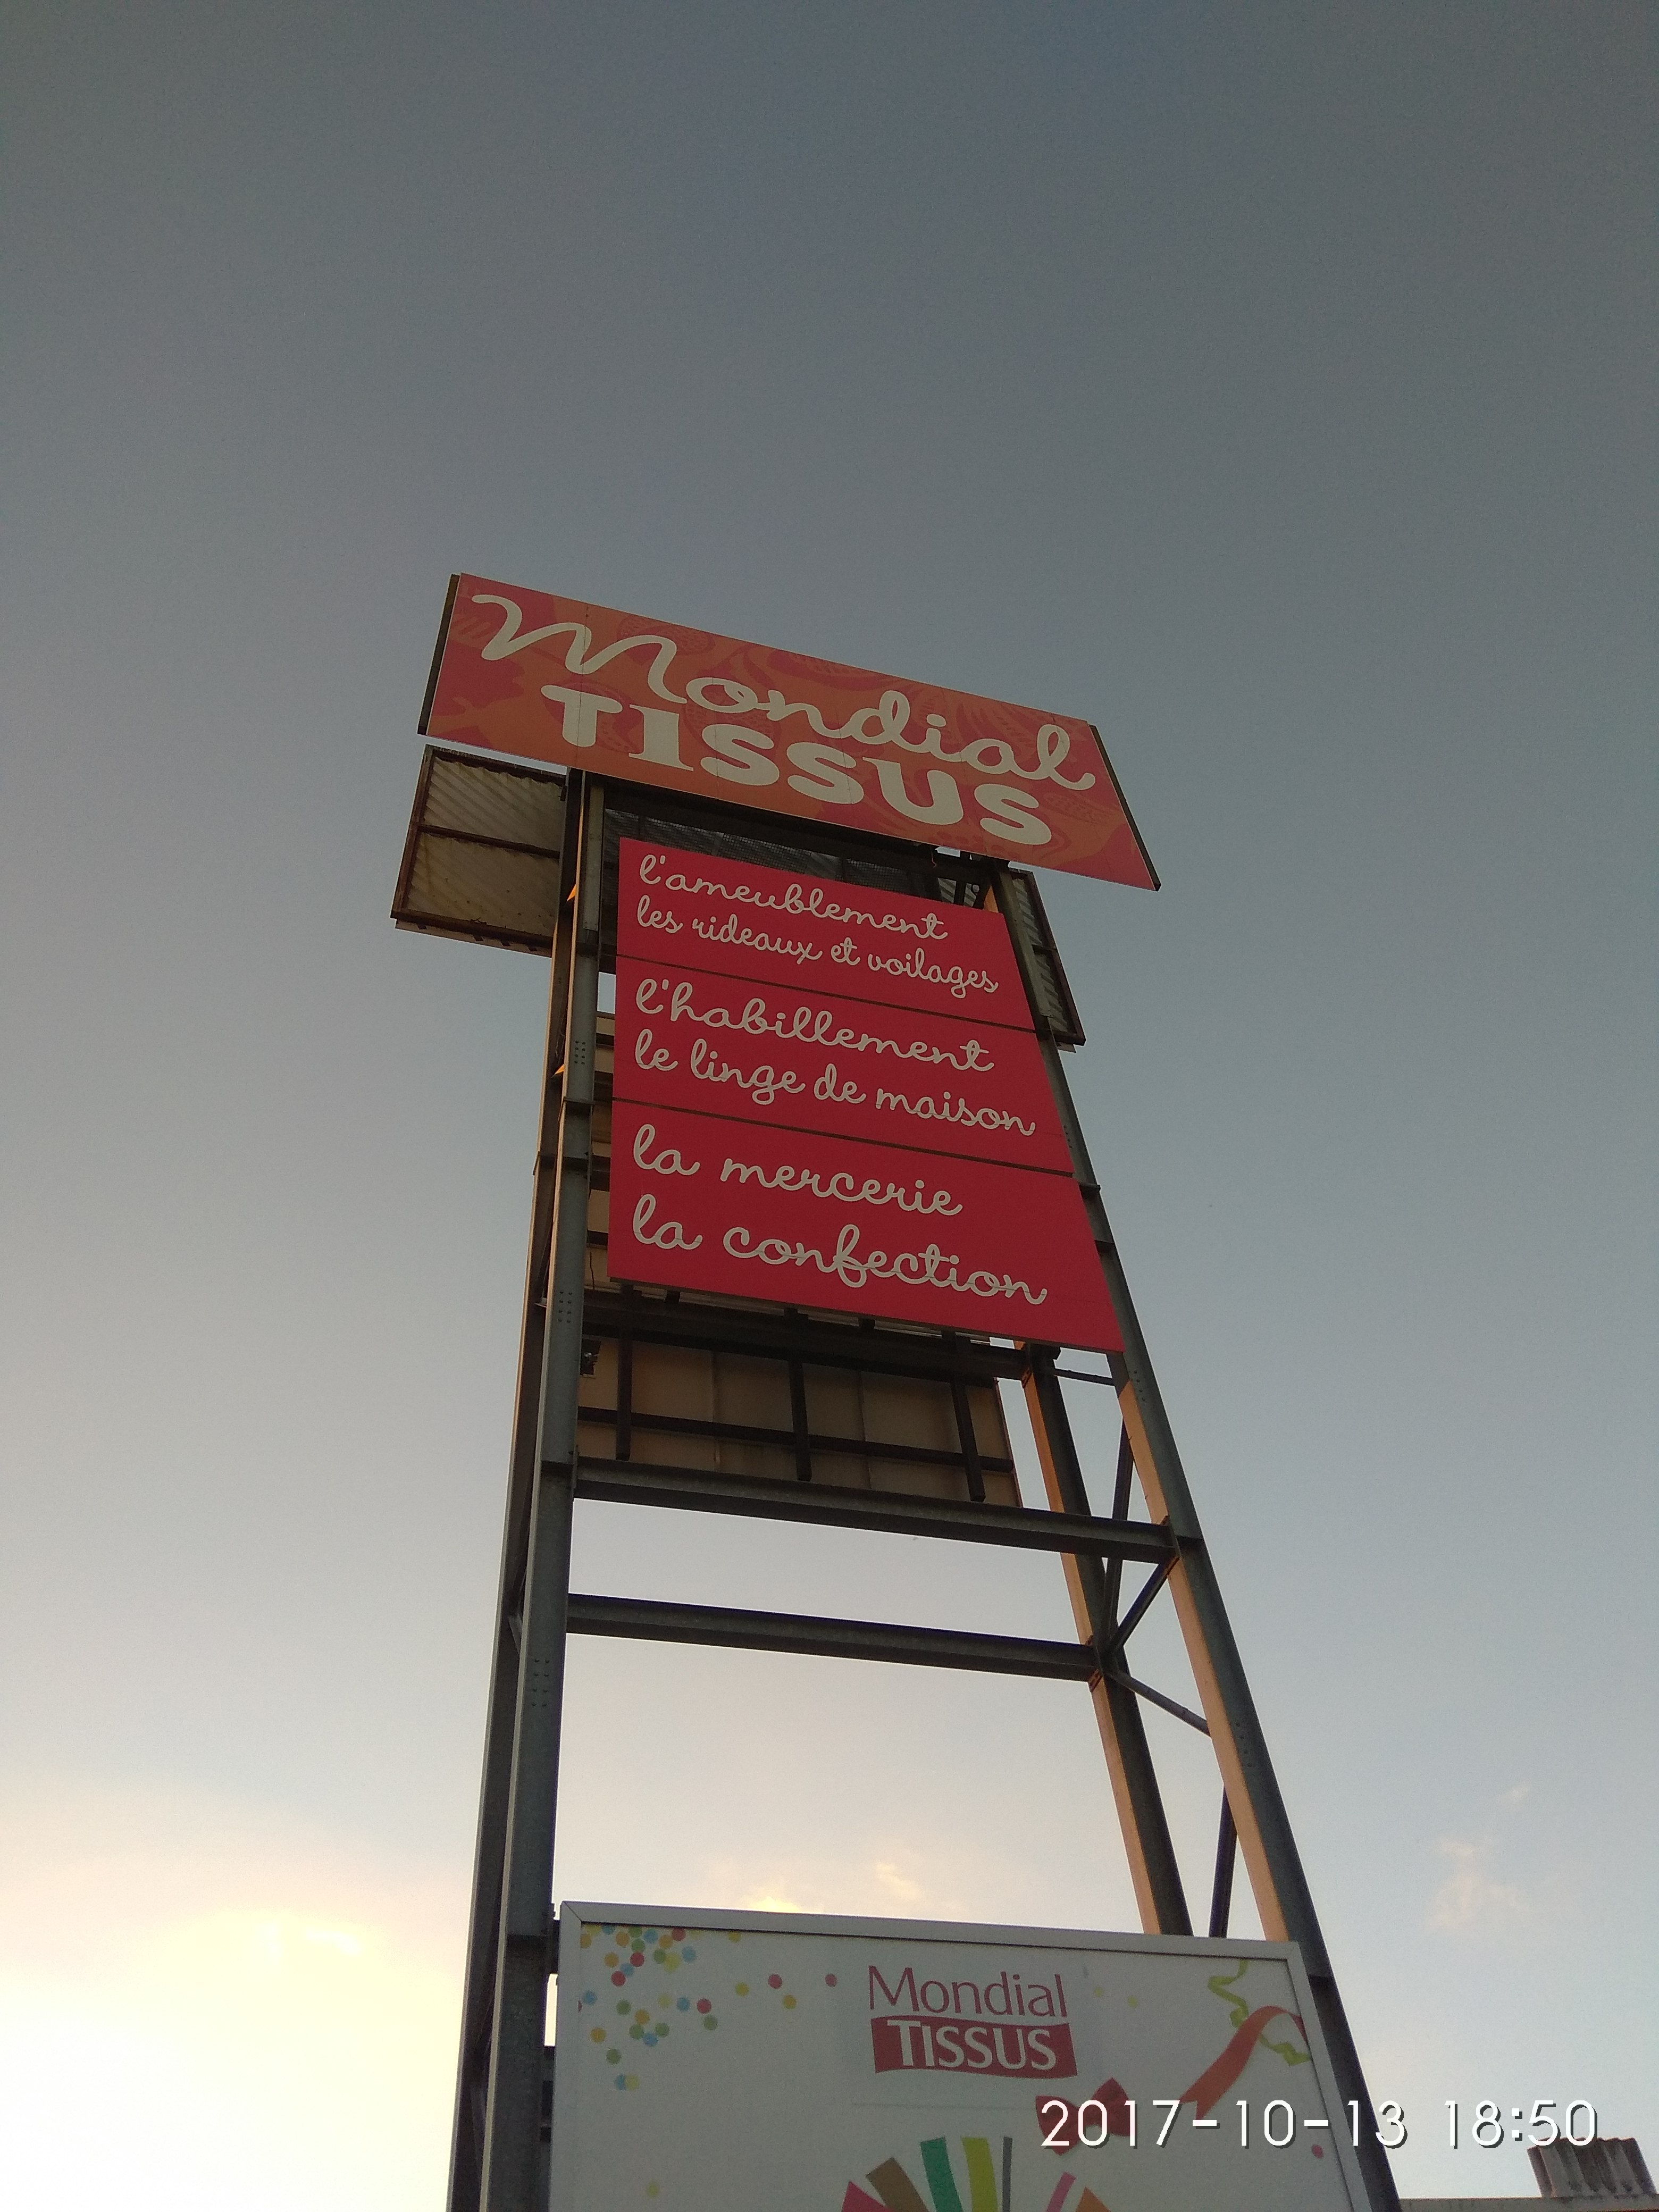 Mondial
TISSUS
l'ameublement
les rideaux et voilages
l'habillement
le linge de maison
la mercerie
la confection
Mondial
TISSUS
2017-10-13 18:50